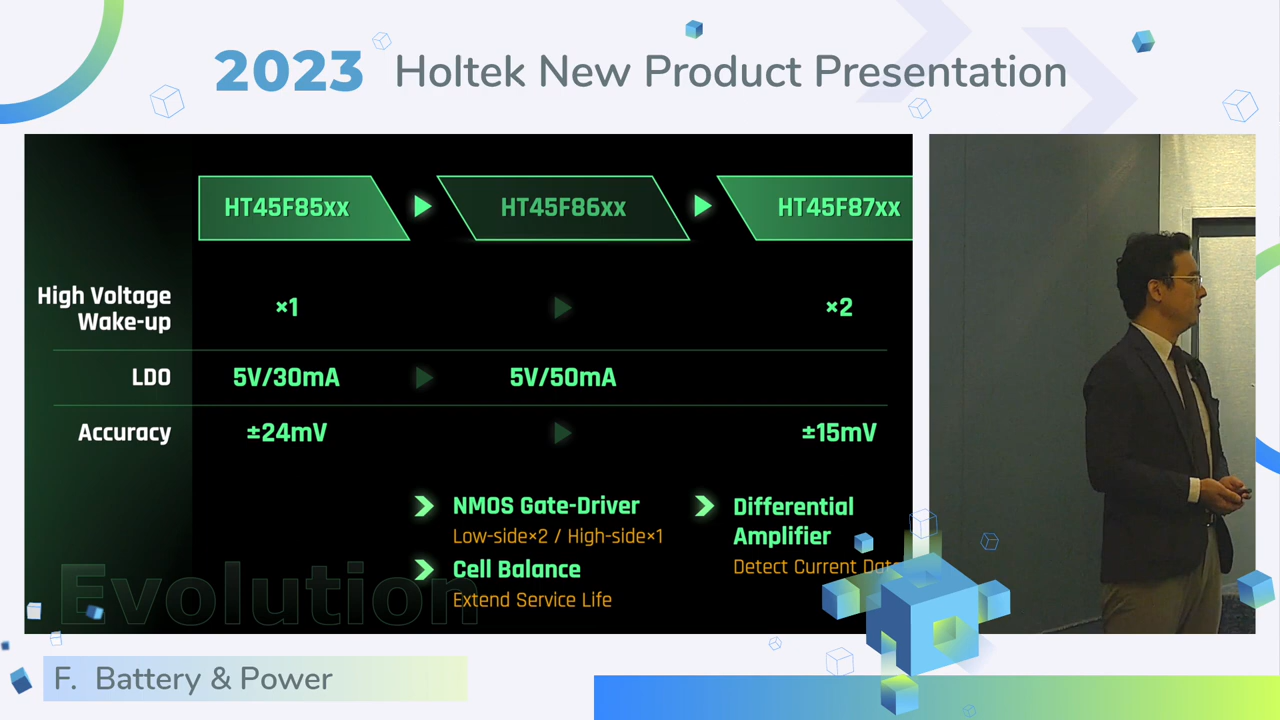 2023 Holtek New Product Presentation
HT45F85xx
HT45F86xx
HT45F87xx
High Voltage
Wake-up
×1
×2
LDO
5V/30mA
5V/50mA
Accuracy
±24mV
±15mV
NMOS Gate-Driver
Low-side×2 / High-side×1
Cell Balance
Extend Service Life
Differential
Amplifier
Detect Current
Evolution
F. Battery & Power